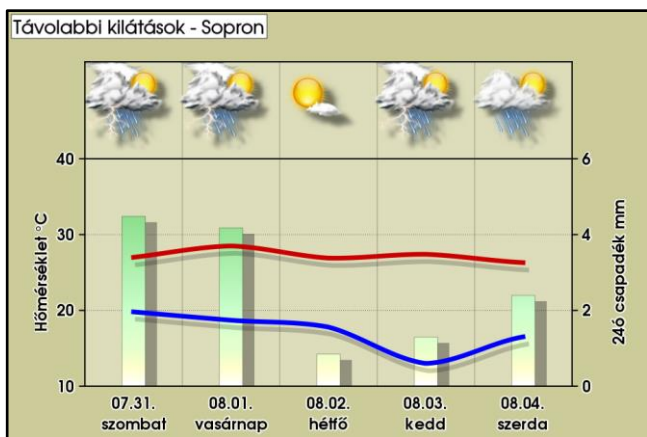 Távolabbi kilátások - Sopron
40
30
20
10
Hőmérséklet °C
6
4
2
0
24ó csapadék mm
07.31. 08.01. 08.02. 08.03. 08.04.
szombat vasárnap hétfő kedd szerda